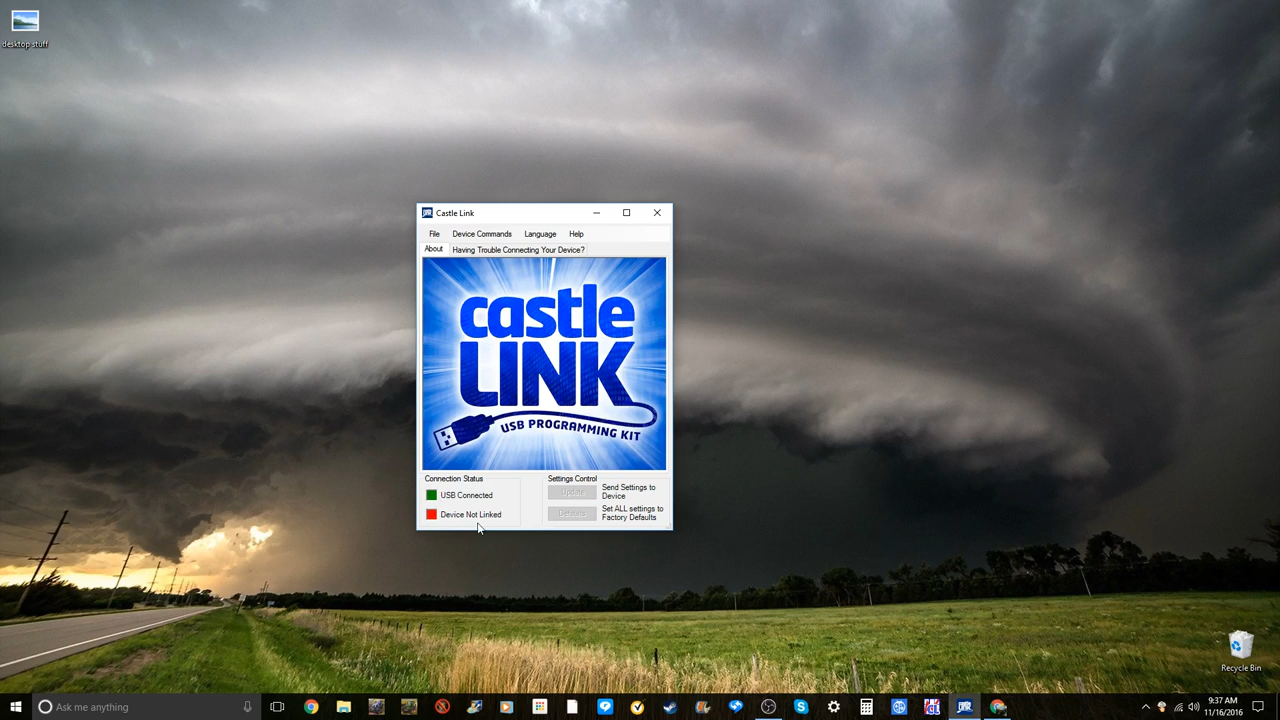 desktop stuff
Castle Link
File Device Commands Language Help
About Having Trouble Connecting Your Device?
castle
LINK
USB PROGRAMMING KIT
Connection Status
USB Connected
Device Not Linked
Settings Control
Update
Send Settings to
Device
Defaults
Set ALL settings to
Factory Defaults
Recycle Bin
Ask me anything
9:37 AM
11/16/2016